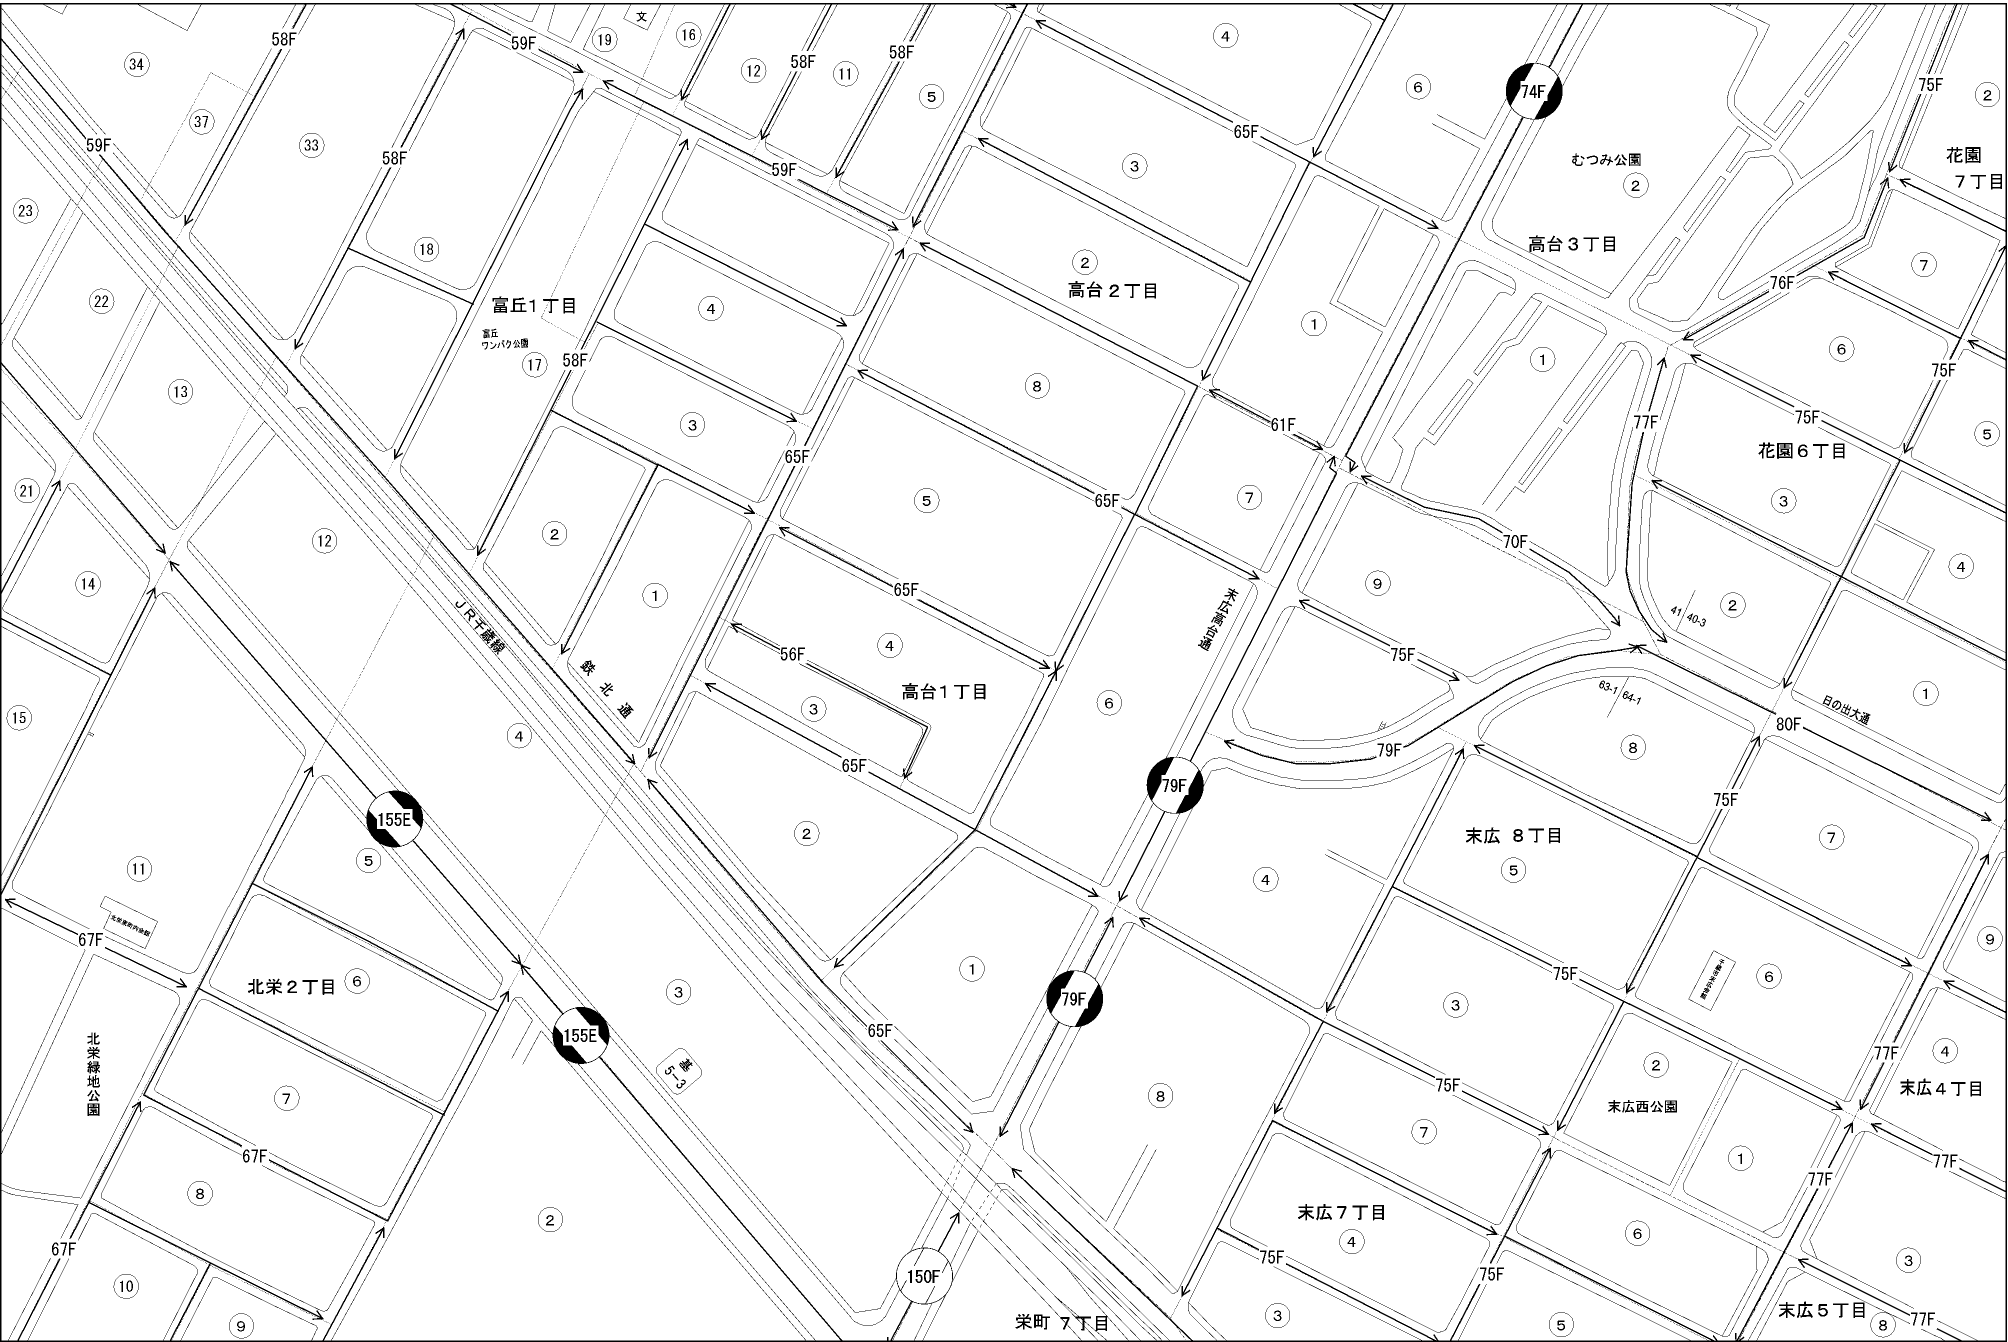 文
⑲
⑯
④
58F
59F
㉞
58F
58F
⑫
⑪
⑤
⑥
74F
75F
②
㊲
㉝
59F
58F
59F
65F
③
むつみ公園
②
花園
7丁目
㉓
⑱
②
高台2丁目
高台3丁目
⑦
76F
㉒
富丘1丁目
富丘
ワンパク公園
⑰
58F
④
①
①
⑥
75F
⑬
③
⑧
61F
77F
75F
花園6丁目
⑤
65F
㉑
⑤
65F
⑦
③
⑫
②
70F
④
⑭
①
65F
⑨
②
41
40-3
JR千歳線
末広高台通
④
56F
75F
鉄北通
高台1丁目
⑥
63-1
64-1
①
日の出大通
⑮
④
③
65F
79F
⑧
80F
79F
75F
155E
⑤
②
末広 8丁目
⑦
⑪
④
⑤
67F
⑨
北栄2丁目
⑥
③
①
79F
75F
③
⑥
65F
155E
北栄緑地公園
基
5-3
⑦
75F
②
77F
④
末広4丁目
末広西公園
⑧
⑦
67F
①
77F
77F
⑧
②
末広7丁目
④
⑥
67F
75F
75F
③
⑩
150F
⑨
栄町 7丁目
③
⑤
末広5丁目
⑧
77F